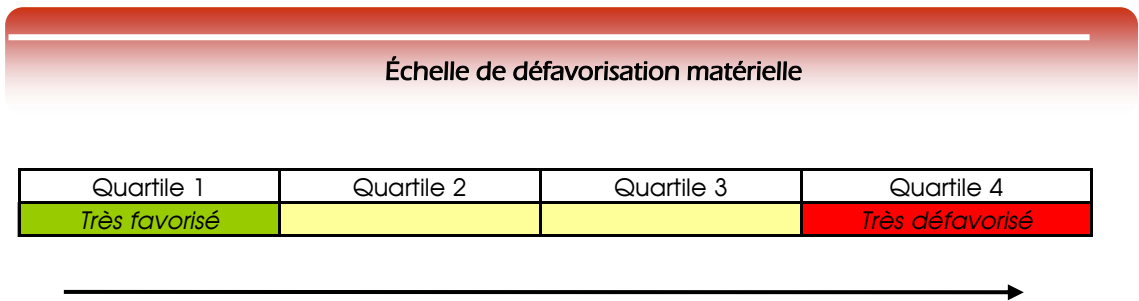 Échelle de défavorisation matérielle
Quartile 1 Quartile 2 Quartile 3 Quartile 4
Très favorisé Très défavorisé